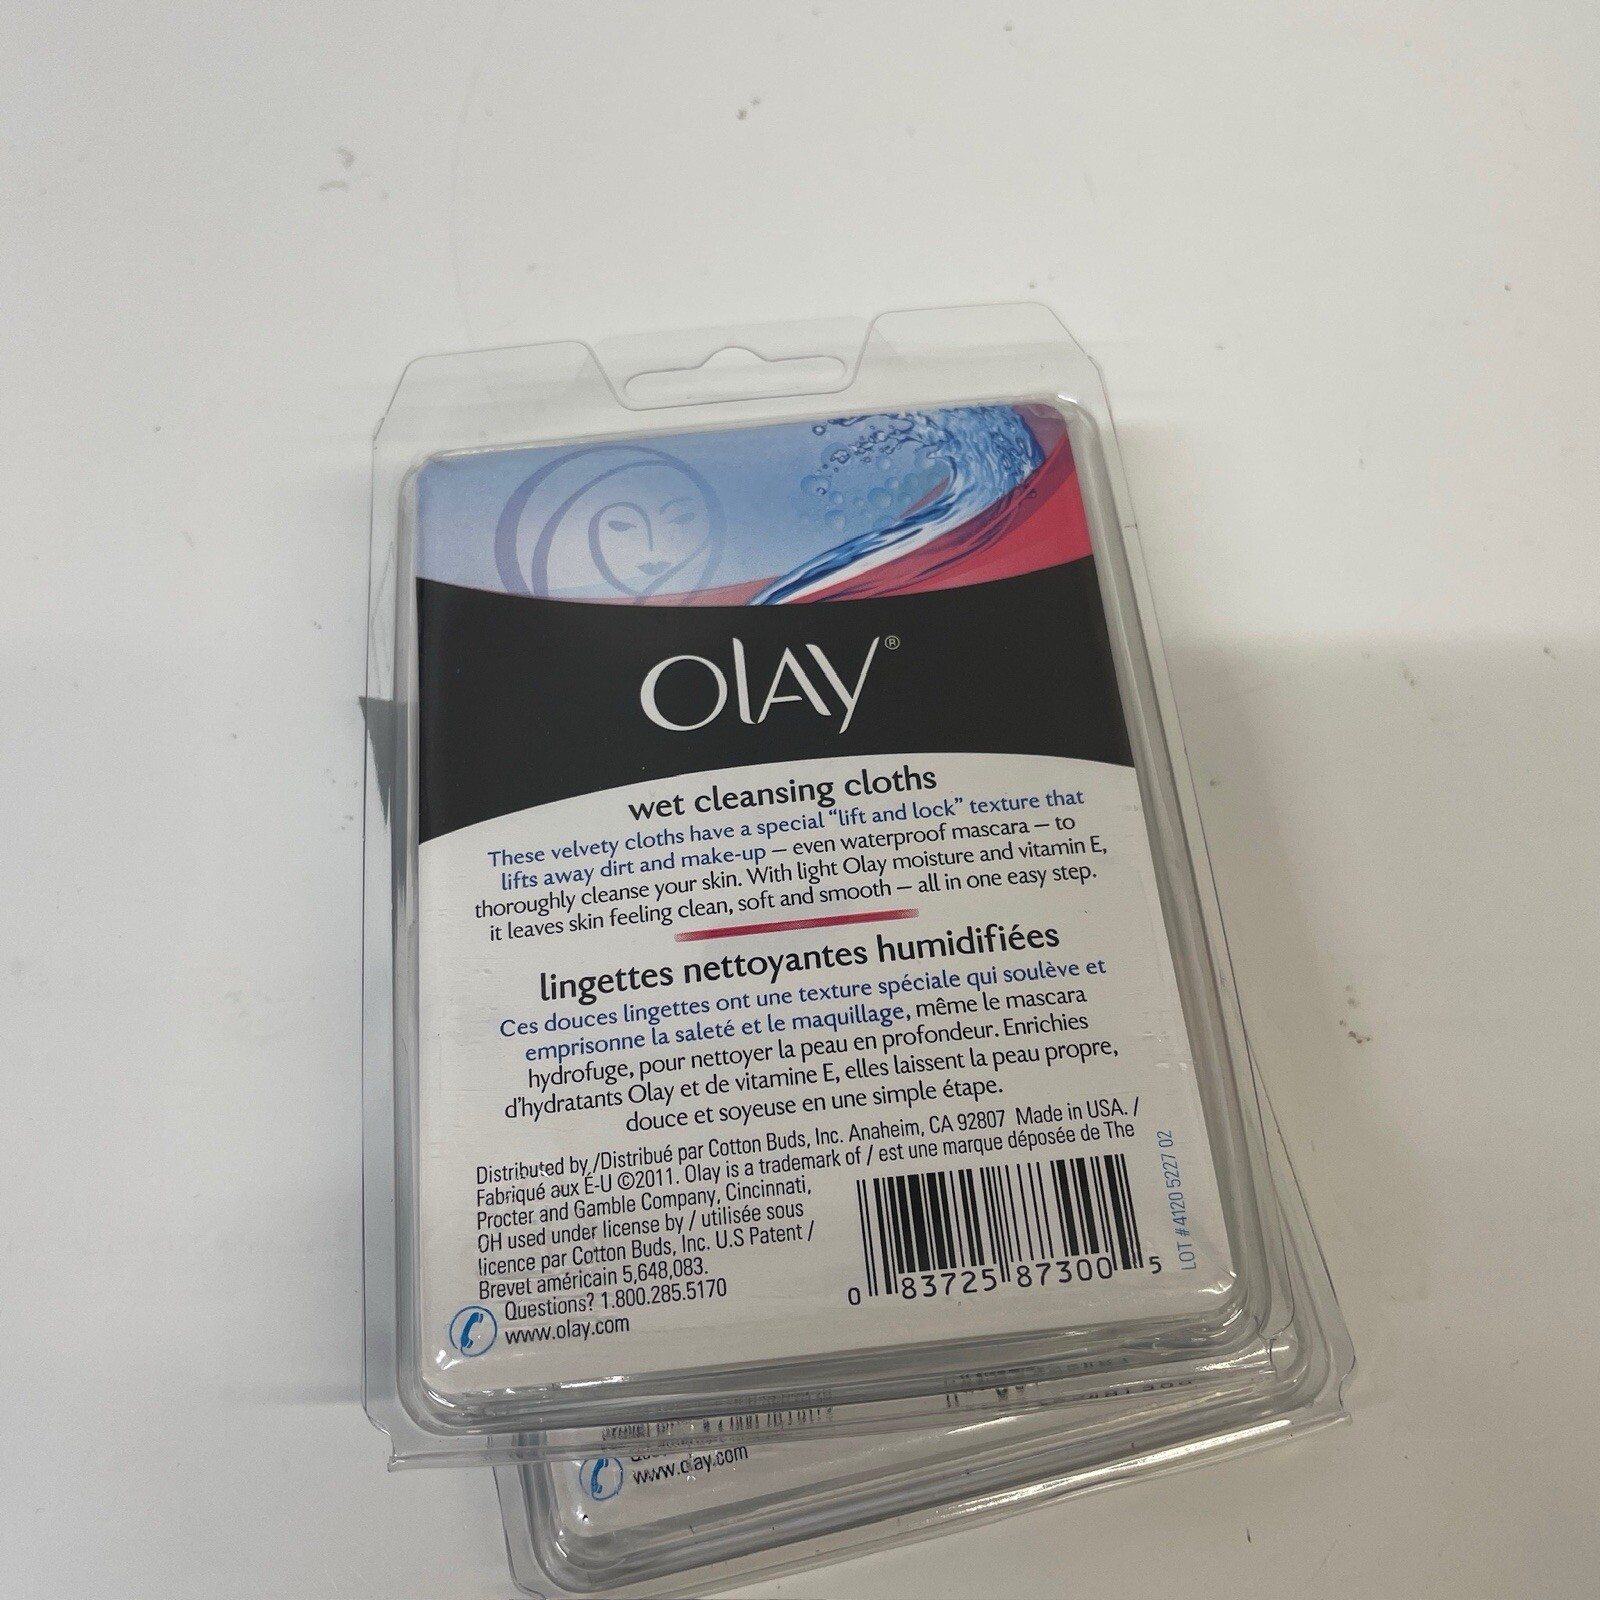 OLAY®
wet cleansing cloths
These velvety cloths have a special “lift and lock” texture that
lifts away dirt and make-up – even waterproof mascara – to
thoroughly cleanse your skin. With light Olay moisture and vitamin E,
it leaves skin feeling clean, soft and smooth – all in one easy step.
lingettes nettoyantes humidifiées
Ces douces lingettes ont une texture spéciale qui soulève et
emprisonne la saleté et le maquillage, même le mascara
hydrofuge, pour nettoyer la peau en profondeur. Enrichies
d'hydratants Olay et de vitamine E, elles laissent la peau propre,
douce et soyeuse en une simple étape.
Distributed by /Distribué par Cotton Buds, Inc. Anaheim, CA 92807 Made in USA. /
Fabriqué aux É-U ©2011. Olay is a trademark of / est une marque déposée de The
Procter and Gamble Company, Cincinnati,
OH used under license by / utilisée sous
licence par Cotton Buds, Inc. U.S Patent /
Brevet américain 5,648,083.
Questions? 1.800.285.5170
www.olay.com
0 83725 87300 5
LOT #4120 5227 02
www.olay.com